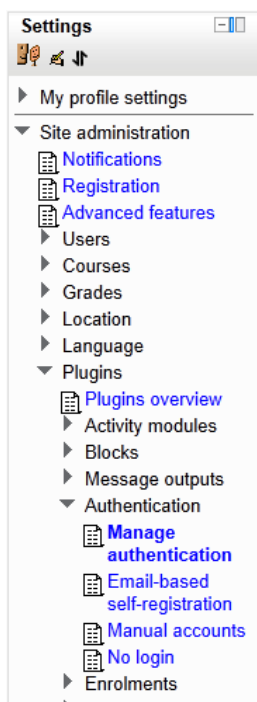 Settings
My profile settings
Site administration
Notifications
Registration
Advanced features
Users
Courses
Grades
Location
Language
Plugins
Plugins overview
Activity modules
Blocks
Message outputs
Authentication
Manage
authentication
Email-based
self-registration
Manual accounts
No login
Enrolments